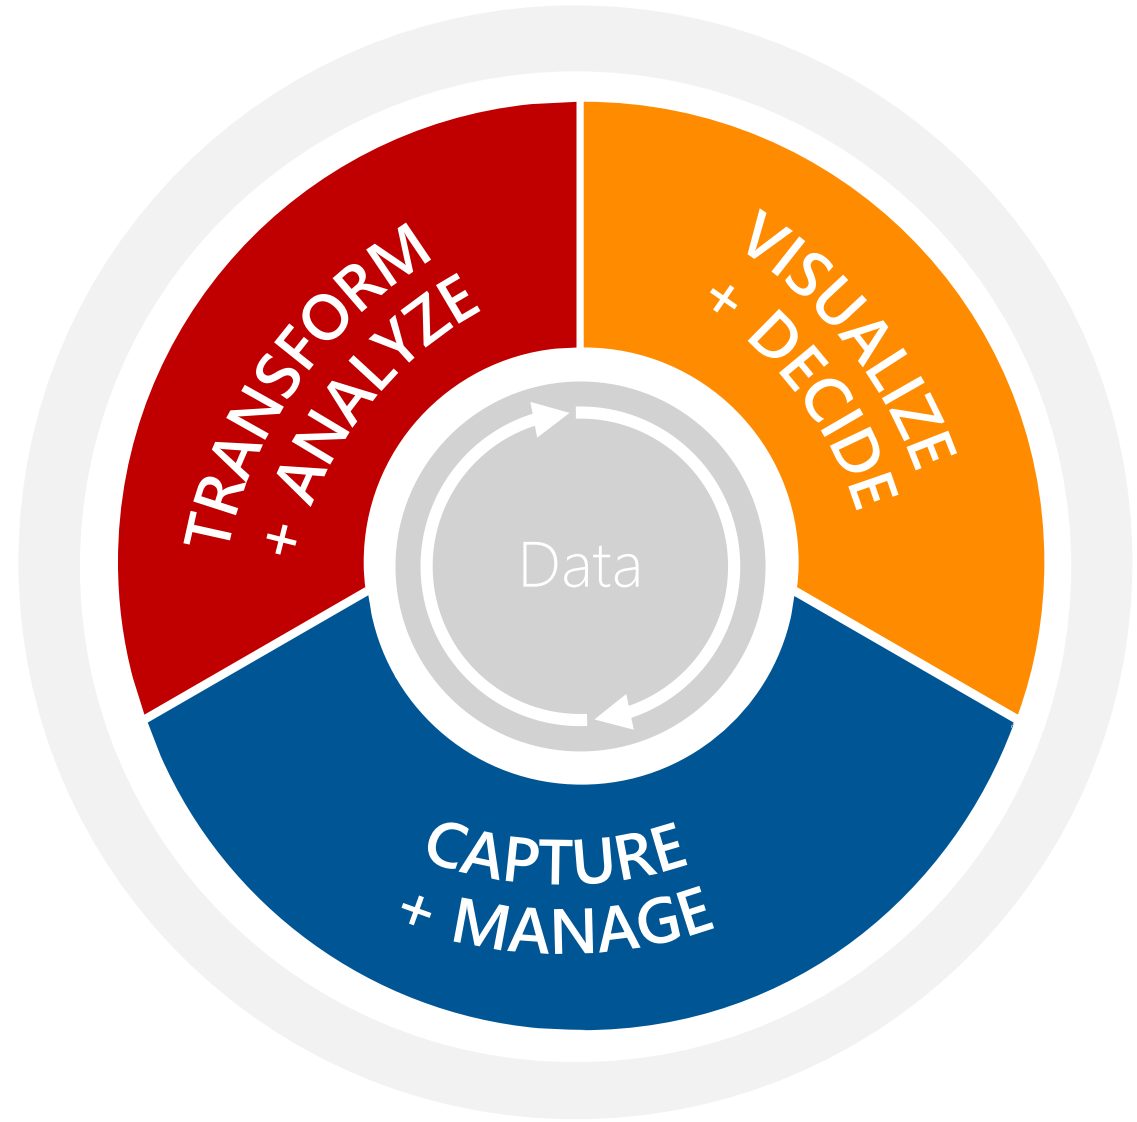 TRANSFORM
+ ANALYZE
VISUALIZE
+ DECIDE
Data
CAPTURE
+ MANAGE